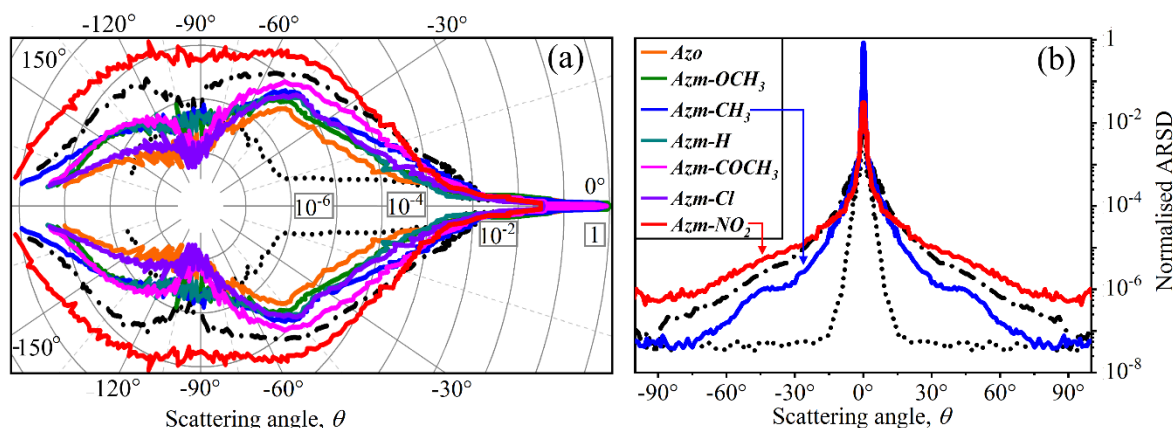 -120° -90° -60° -30°
150°
(a)
0°
10⁻⁶ 10⁻⁴ 10⁻² 1
-150°
-120° -90° -60° -30°
Scattering angle, θ
(b)
Azo
Azm-OCH₃
Azm-CH₃
Azm-H
Azm-COCH₃
Azm-Cl
Azm-NO₂
1
10⁻²
10⁻⁴
10⁻⁶
10⁻⁸
Normalised ARSD
-90° -60° -30° 0° 30° 60° 90°
Scattering angle, θ